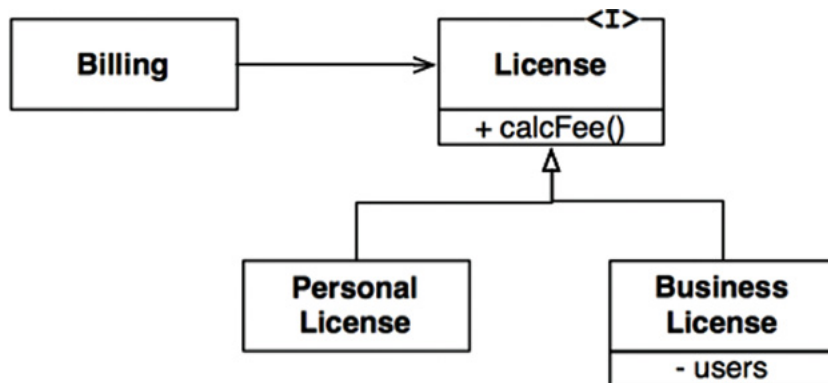 <I>
Billing
License
+ calcFee()
Personal
License
Business
License
- users